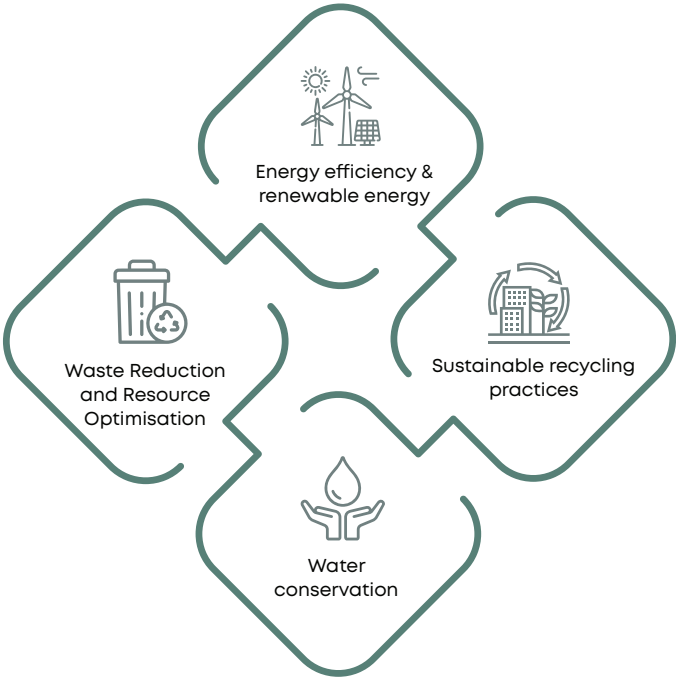 Energy efficiency &
renewable energy
Waste Reduction
and Resource
Optimisation
Sustainable recycling
practices
Water
conservation